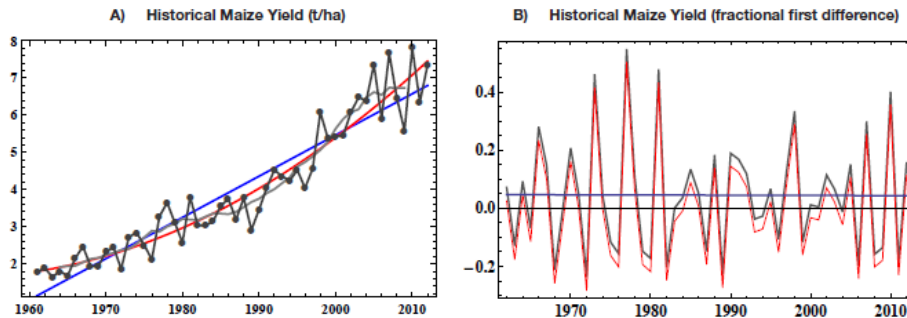 A) Historical Maize Yield (t/ha)
8
7
6
5
4
3
2
1960 1970 1980 1990 2000 2010
B) Historical Maize Yield (fractional first difference)
0.4
0.2
0.0
−0.2
1970 1980 1990 2000 2010